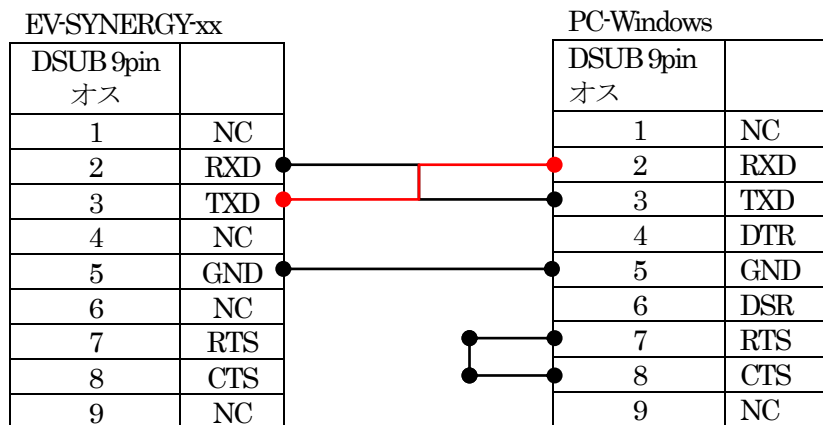 EV-SYNERGY-xx
DSUB 9pin
オス
1 NC
2 RXD
3 TXD
4 NC
5 GND
6 NC
7 RTS
8 CTS
9 NC
PC-Windows
DSUB 9pin
オス
1 NC
2 RXD
3 TXD
4 DTR
5 GND
6 DSR
7 RTS
8 CTS
9 NC